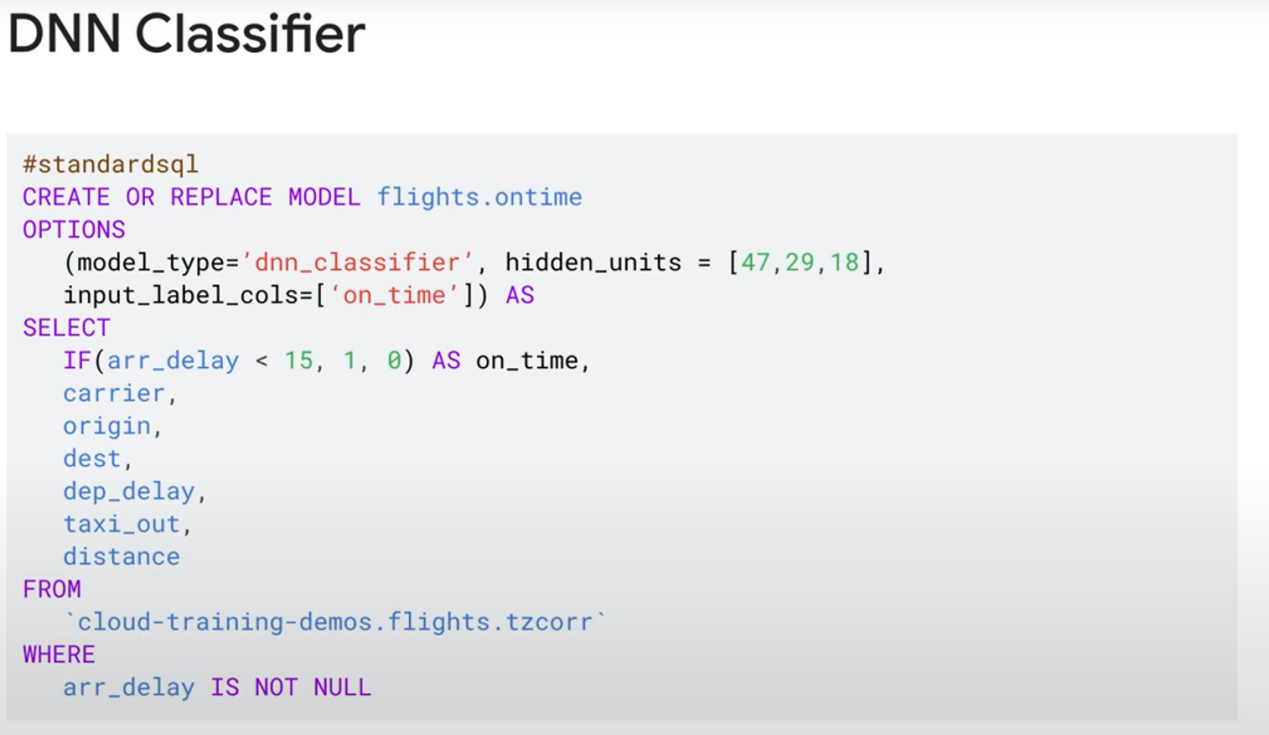 DNN Classifier
#standardsql
CREATE OR REPLACE MODEL flights.ontime
OPTIONS
(model_type=’dnn_classifier’, hidden_units = [47,29,18],
input_label_cols=[‘on_time’]) AS
SELECT
IF(arr_delay < 15, 1, 0) AS on_time,
carrier,
origin,
dest,
dep_delay,
taxi_out,
distance
FROM
`cloud-training-demos.flights.tzcorr`
WHERE
arr_delay IS NOT NULL